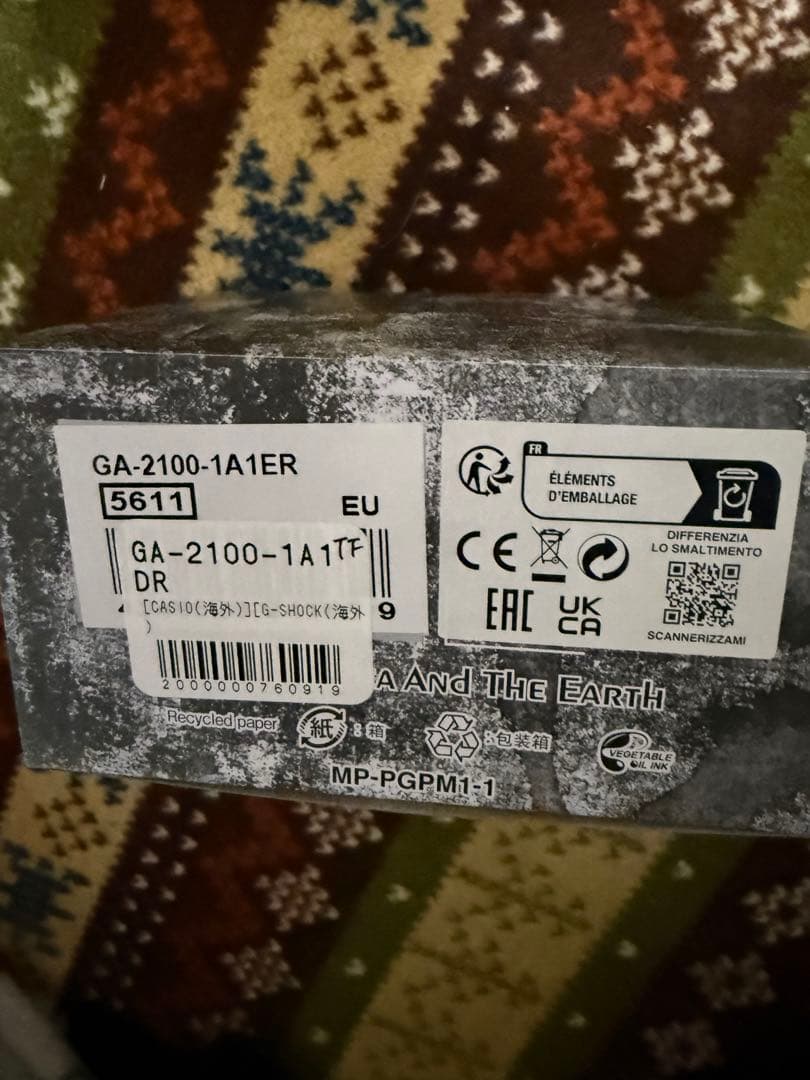 GA-2100-1A1ER
5611
EU
9
GA-2100-1A1TF
DR
[CASIO(海外)][G-SHOCK(海外
)
2000000760919
FR
ÉLÉMENTS
D'EMBALLAGE
CE
DIFFERENZIA
LO SMALTIMENTO
EAC
UK
CA
SCANNERIZZAMI
A AND THE EARTH
Recycled paper
紙 : 箱
: 包装箱
VEGETABLE
OIL INK
MP-PGPM1-1